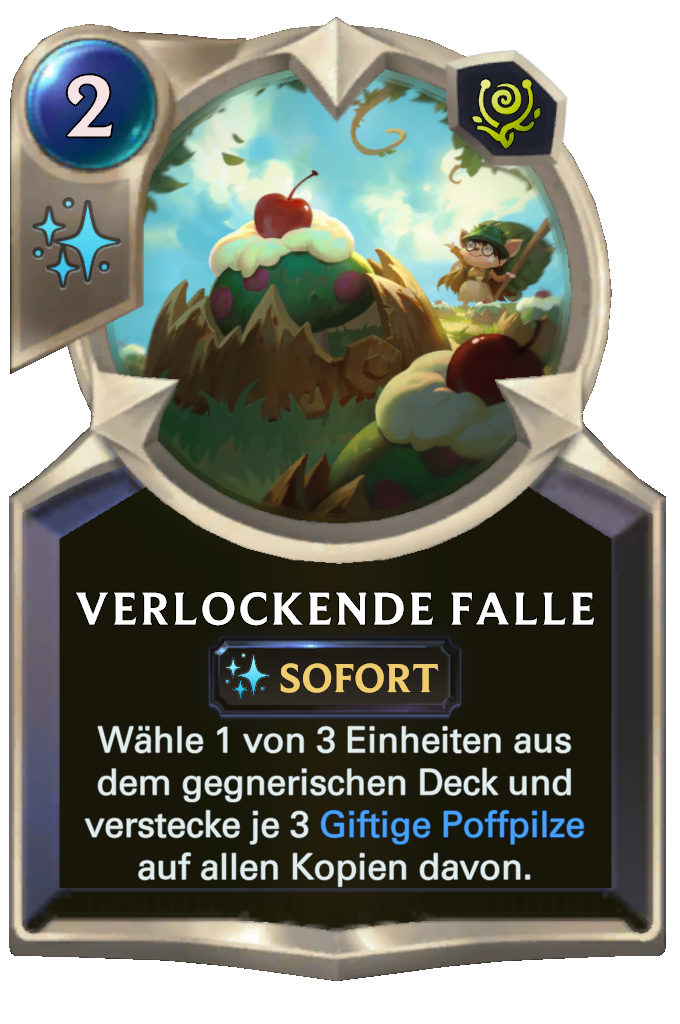 2
VERLOCKENDE FALLE
SOFORT
Wähle 1 von 3 Einheiten aus
dem gegnerischen Deck und
verstecke je 3 Giftige Poffpilze
auf allen Kopien davon.